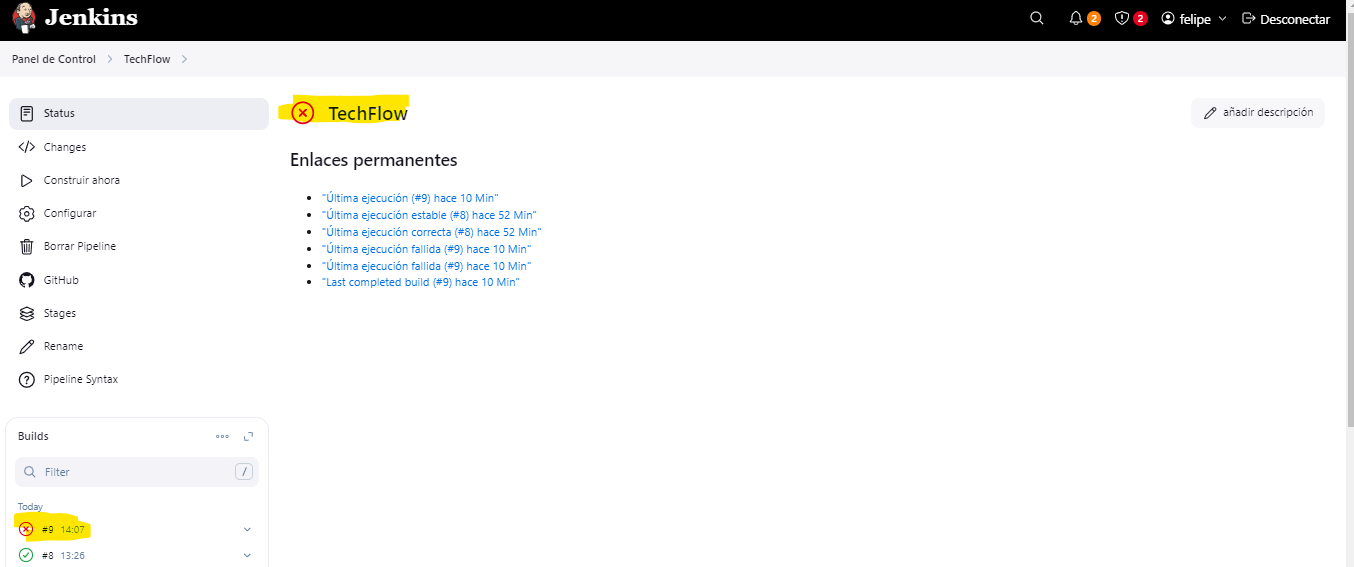 Jenkins
2
2
felipe
Desconectar
Panel de Control
TechFlow
Status
Changes
Construir ahora
Configurar
Borrar Pipeline
GitHub
Stages
Rename
Pipeline Syntax
TechFlow
añadir descripción
Enlaces permanentes
"Última ejecución (#9) hace 10 Min"
"Última ejecución estable (#8) hace 52 Min"
"Última ejecución correcta (#8) hace 52 Min"
"Última ejecución fallida (#9) hace 10 Min"
"Última ejecución fallida (#9) hace 10 Min"
"Last completed build (#9) hace 10 Min"
Builds
Filter /
Today
#9 14:07
#8 13:26